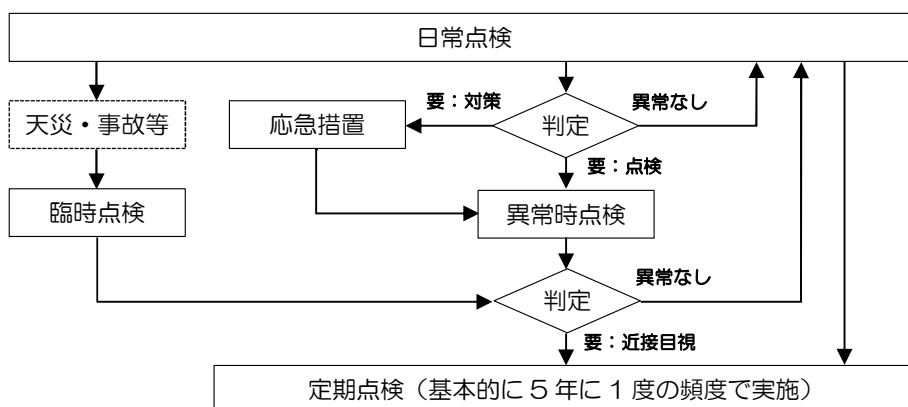 日常点検
要：対策
異常なし
天災・事故等
応急措置
判定
要：点検
臨時点検
異常時点検
異常なし
判定
要：近接目視
定期点検（基本的に 5 年に 1 度の頻度で実施）